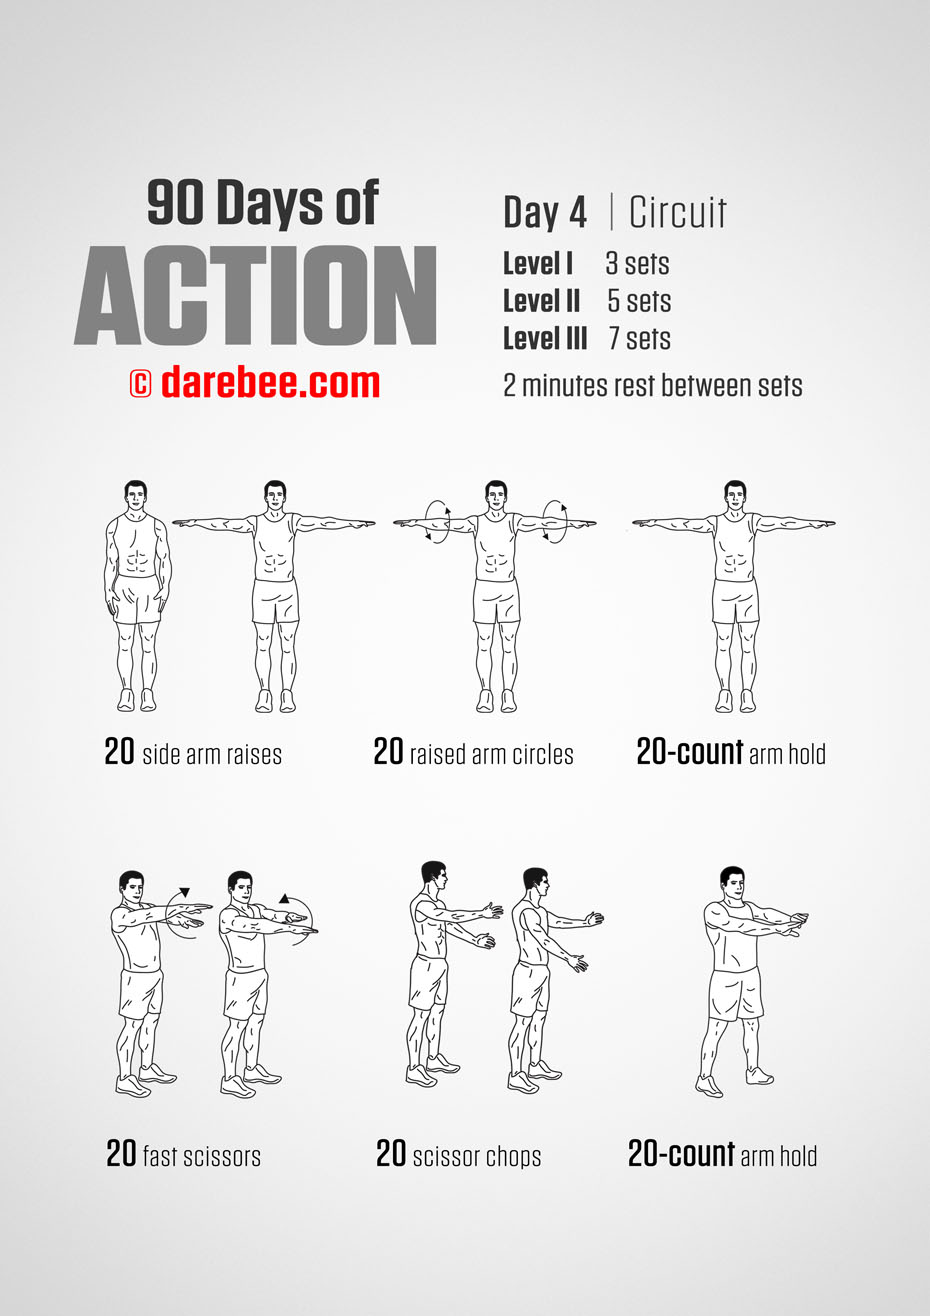 90 Days of
ACTION
© darebee.com
Day 4 | Circuit
Level I 3 sets
Level II 5 sets
Level III 7 sets
2 minutes rest between sets
20 side arm raises
20 raised arm circles
20-count arm hold
20 fast scissors
20 scissor chops
20-count arm hold